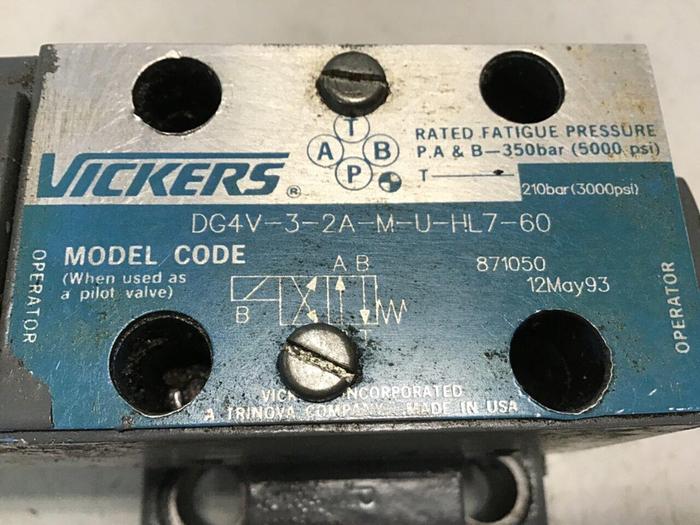 T
A B
P
VICKERS®
RATED FATIGUE PRESSURE
P.A & B—350bar (5000 psi)
T
210bar(3000psi)
DG4V-3-2A-M-U-HL7-60
MODEL CODE
(When used as
a pilot valve)
OPERATOR
A B
B
871050
12May93
OPERATOR
INCORPORATED
A TRINOVA COMPANY MADE IN USA